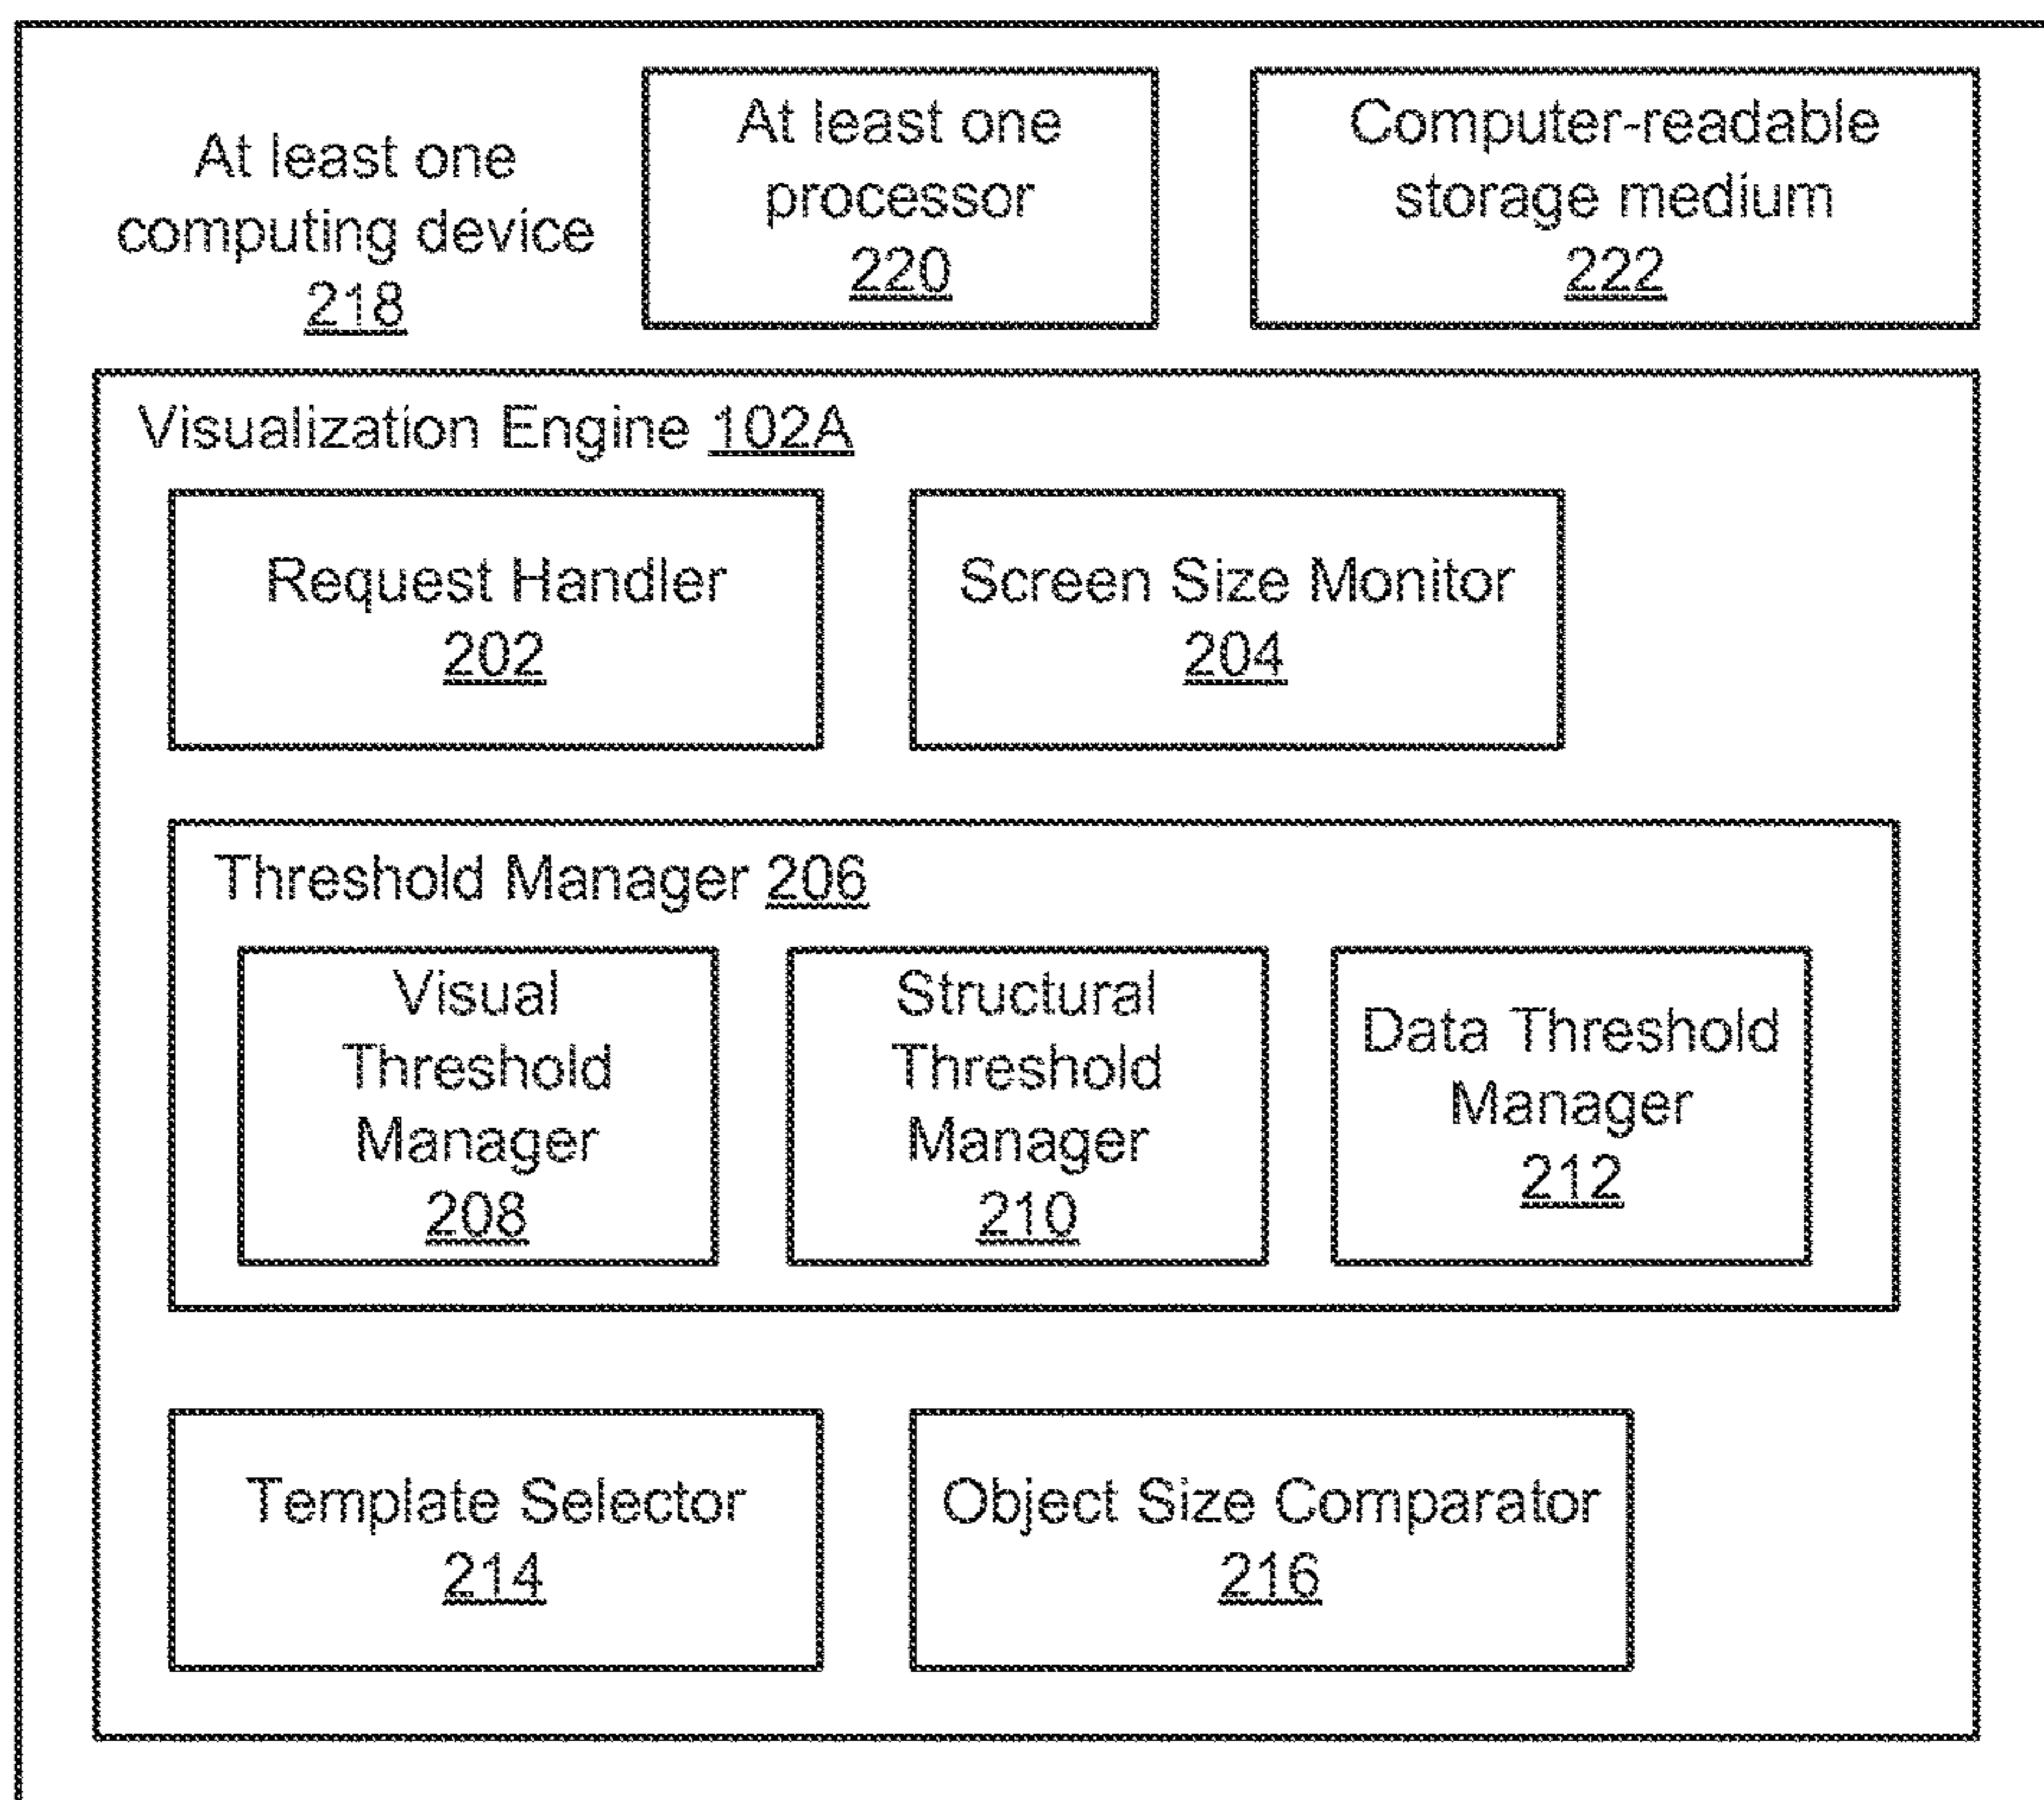 At least one
computing device
218
At least one
processor
220
Computer-readable
storage medium
222
Visualization Engine 102A
Request Handler
202
Screen Size Monitor
204
Threshold Manager 206
Visual
Threshold
Manager
208
Structural
Threshold
Manager
210
Data Threshold
Manager
212
Template Selector
214
Object Size Comparator
216